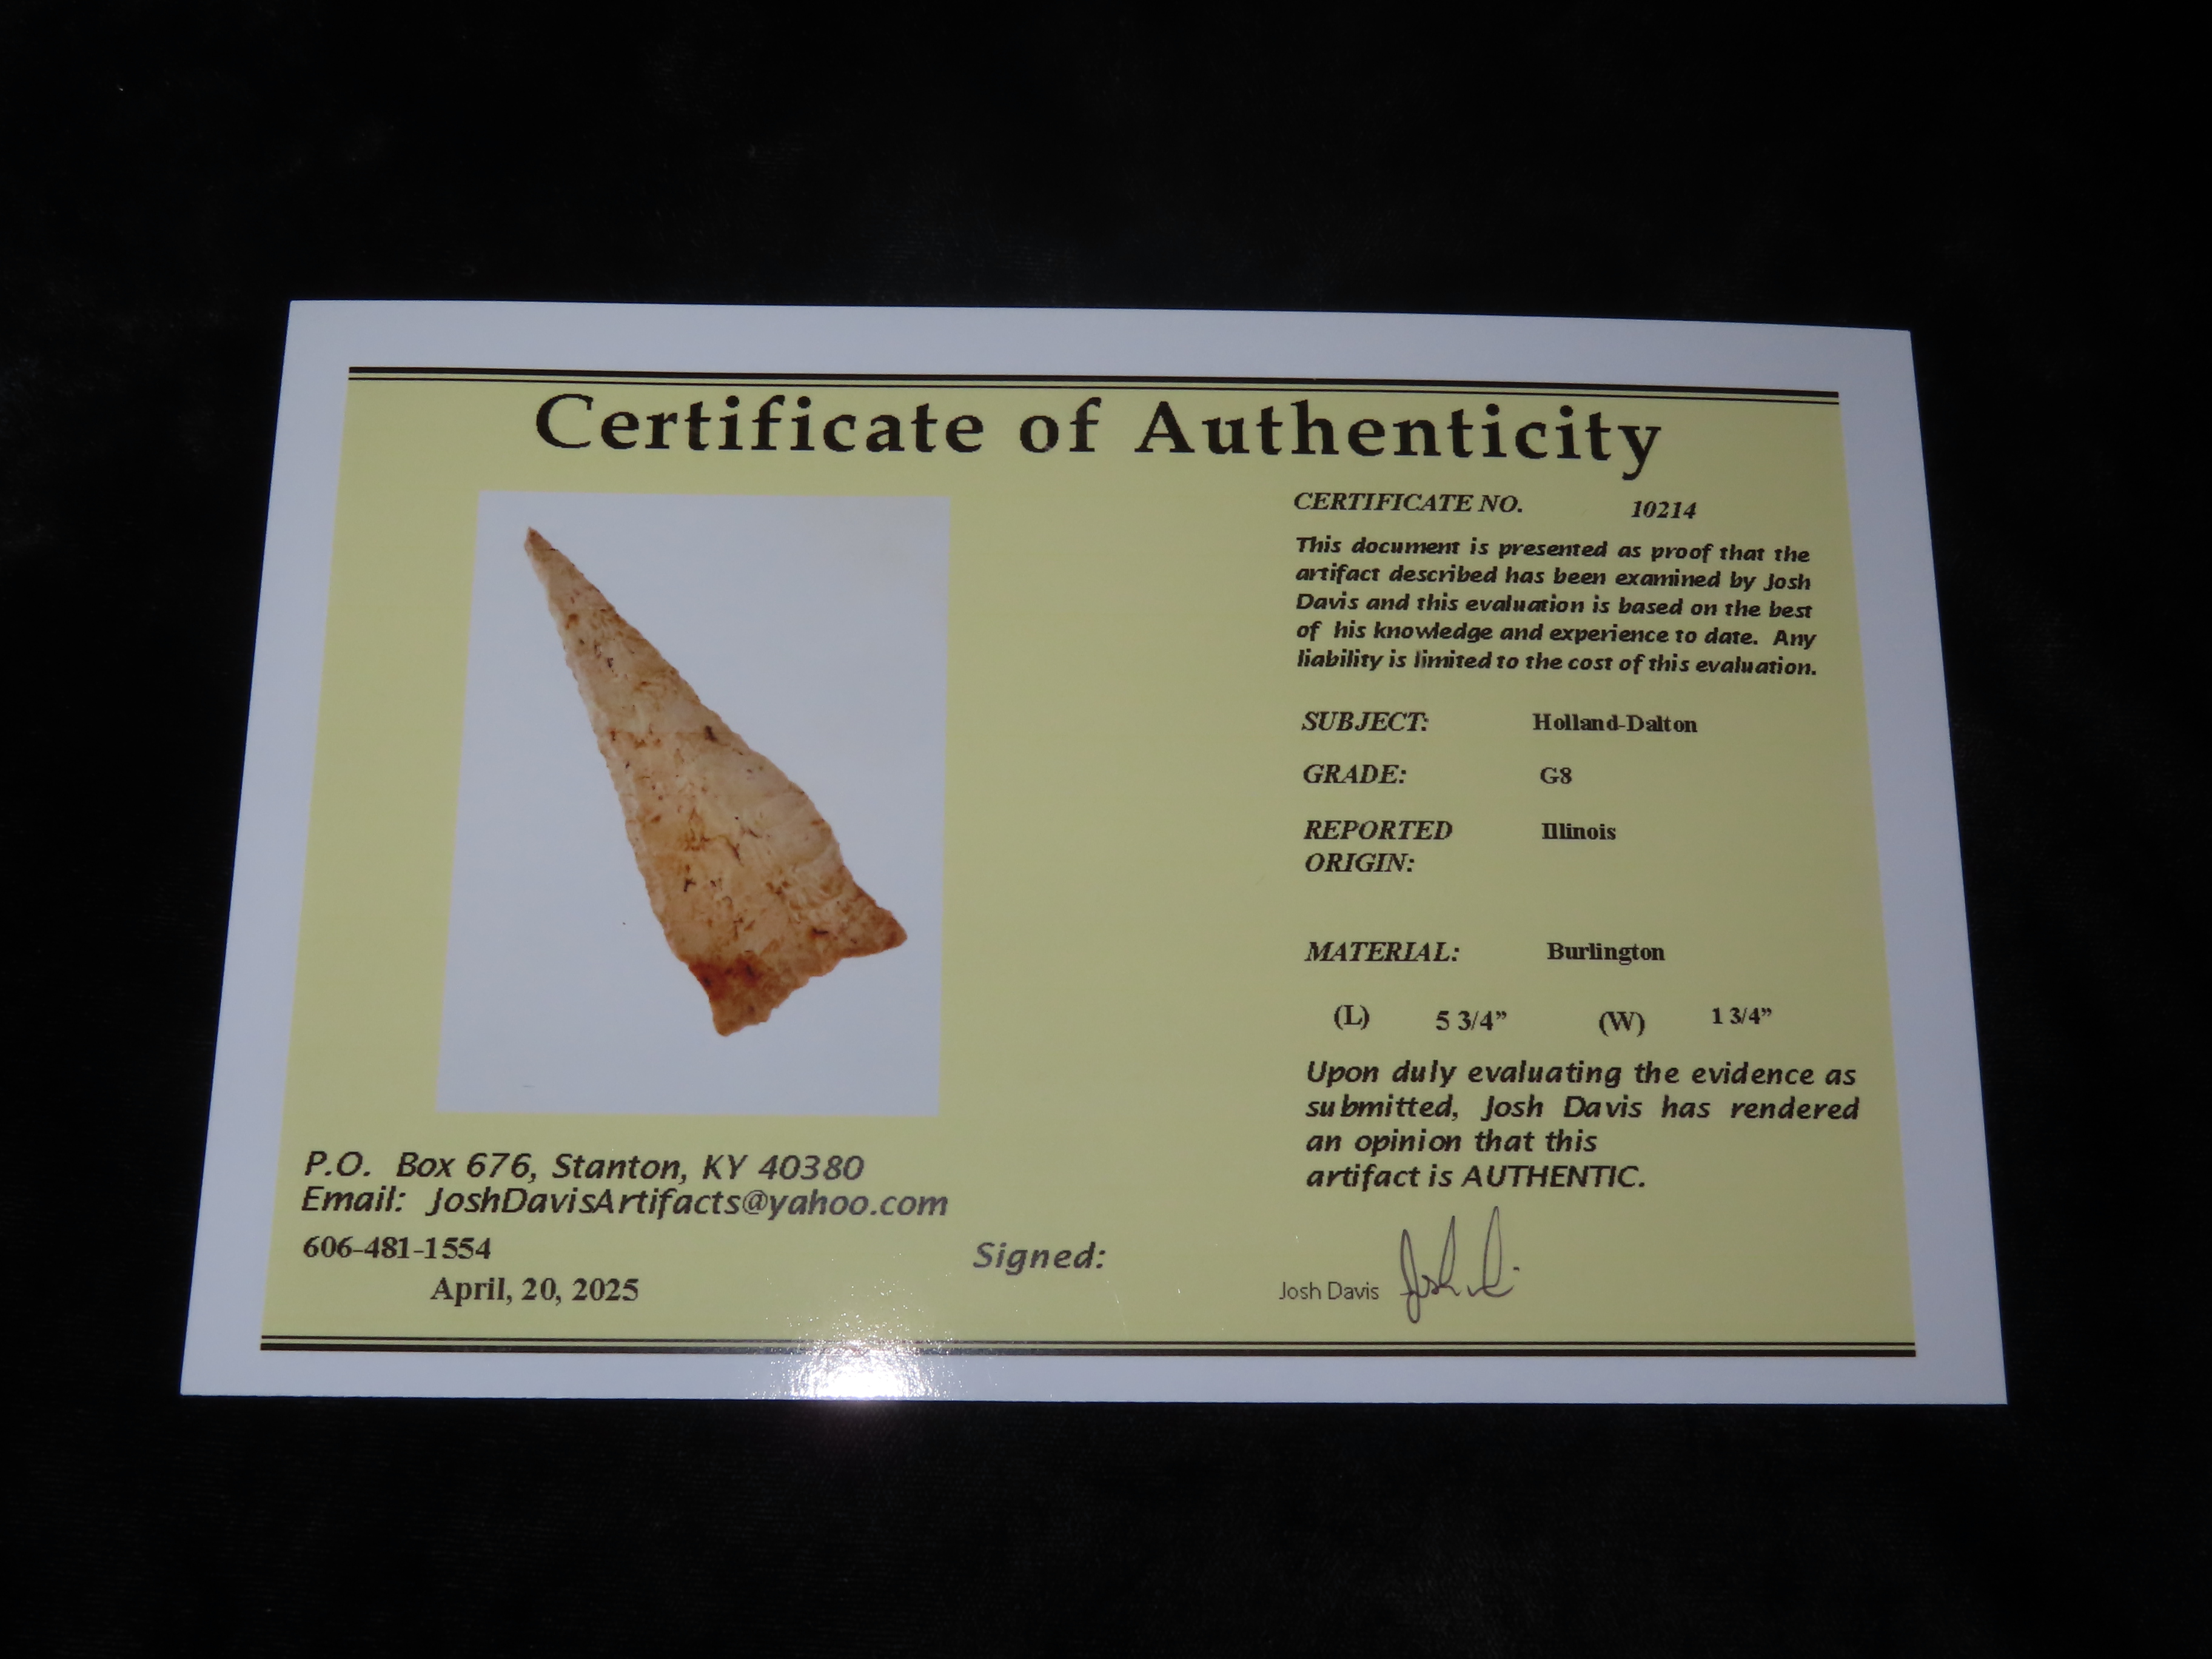 Certificate of Authenticity
CERTIFICATE NO. 10214
This document is presented as proof that the
artifact described has been examined by Josh
Davis and this evaluation is based on the best
of his knowledge and experience to date. Any
liability is limited to the cost of this evaluation.
SUBJECT: Holland-Dalton
GRADE: G8
REPORTED Illinois
ORIGIN:
MATERIAL: Burlington
(L) 5 3/4” (W) 1 3/4”
Upon duly evaluating the evidence as
submitted, Josh Davis has rendered
an opinion that this
artifact is AUTHENTIC.
P.O. Box 676, Stanton, KY 40380
Email: JoshDavisArtifacts@yahoo.com
606-481-1554
April, 20, 2025
Signed:
Josh Davis